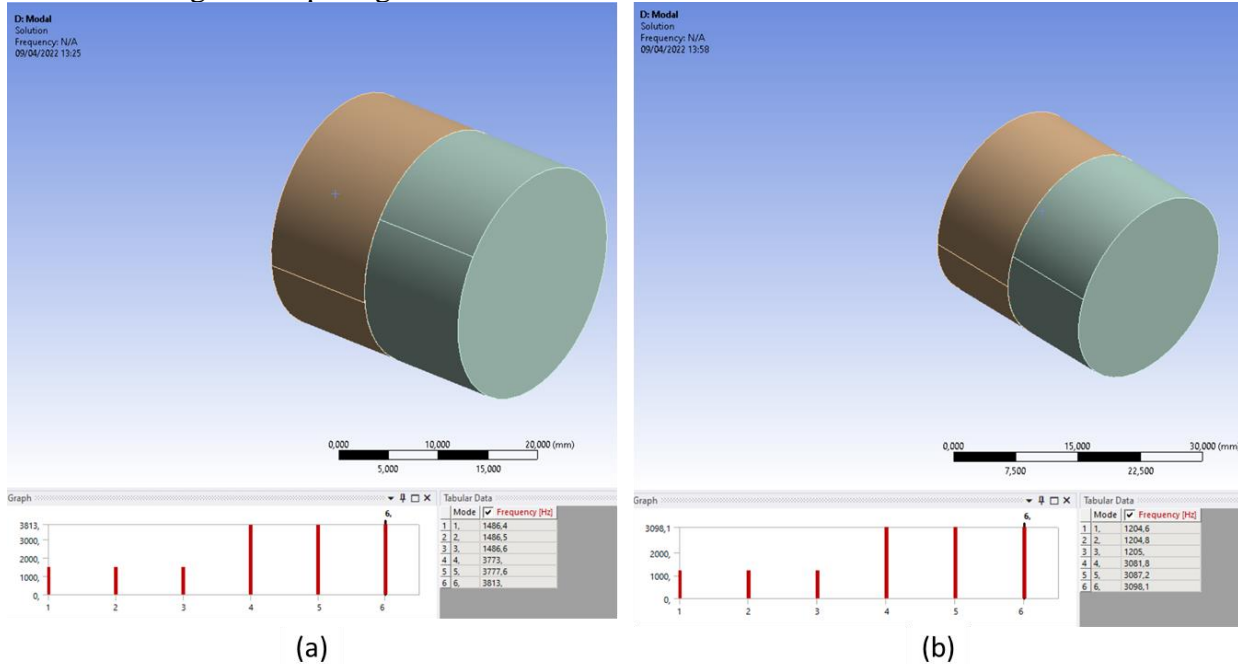 D: Modal
Solution
Frequency: N/A
09/04/2022 13:25
0,000 10,000 20,000 (mm)
5,000 15,000
Graph
6,
3813,
3000,
2000,
1000,
0,
1 2 3 4 5 6
Tabular Data
Mode Frequency [Hz]
1 1, 1486,4
2 2, 1486,5
3 3, 1486,6
4 4, 3773,
5 5, 3777,6
6 6, 3813,
(a)
D: Modal
Solution
Frequency: N/A
09/04/2022 13:58
0,000 15,000 30,000 (mm)
7,500 22,500
Graph
6,
3098,1
2000,
1000,
0,
1 2 3 4 5 6
Tabular Data
Mode Frequency [Hz]
1 1, 1204,6
2 2, 1204,8
3 3, 1205,
4 4, 3081,8
5 5, 3087,2
6 6, 3098,1
(b)